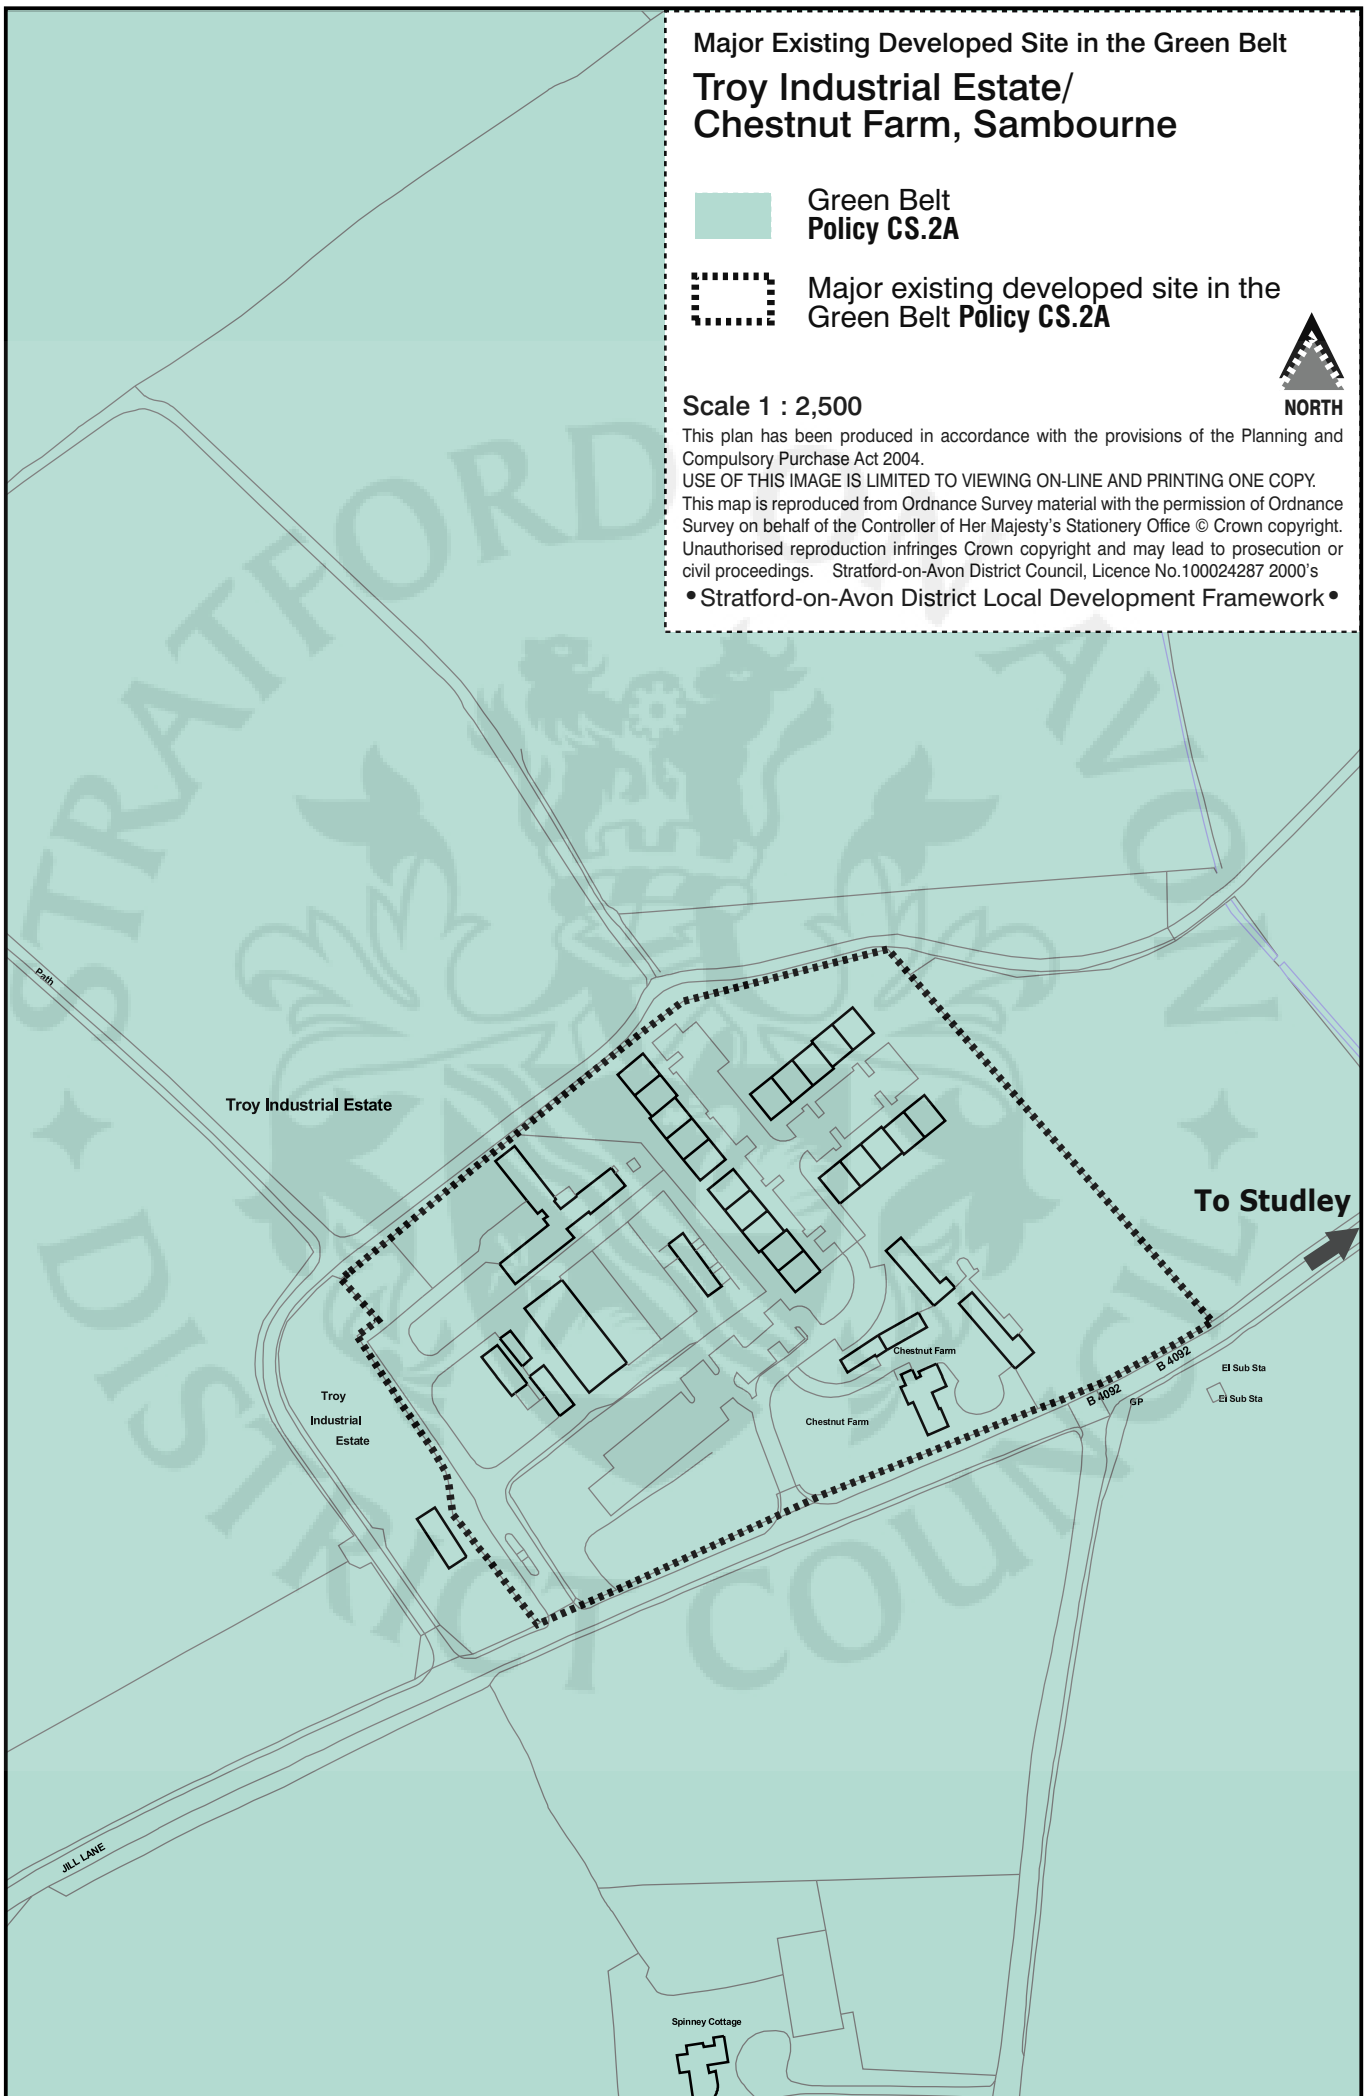 Major Existing Developed Site in the Green Belt
Troy Industrial Estate/
Chestnut Farm, Sambourne
Green Belt
Policy CS.2A
Major existing developed site in the
Green Belt Policy CS.2A
NORTH
Scale 1 : 2,500
This plan has been produced in accordance with the provisions of the Planning and
Compulsory Purchase Act 2004.
USE OF THIS IMAGE IS LIMITED TO VIEWING ON-LINE AND PRINTING ONE COPY.
This map is reproduced from Ordnance Survey material with the permission of Ordnance
Survey on behalf of the Controller of Her Majesty's Stationery Office © Crown copyright.
Unauthorised reproduction infringes Crown copyright and may lead to prosecution or
civil proceedings. Stratford-on-Avon District Council, Licence No.100024287 2000's
• Stratford-on-Avon District Local Development Framework •
STRATFORD ON AVON
DISTRICT COUNCIL
Path
Troy Industrial Estate
To Studley
Chestnut Farm
B 4092
El Sub Sta
B 4092
GP
El Sub Sta
Troy
Industrial
Estate
Chestnut Farm
JILL LANE
Spinney Cottage